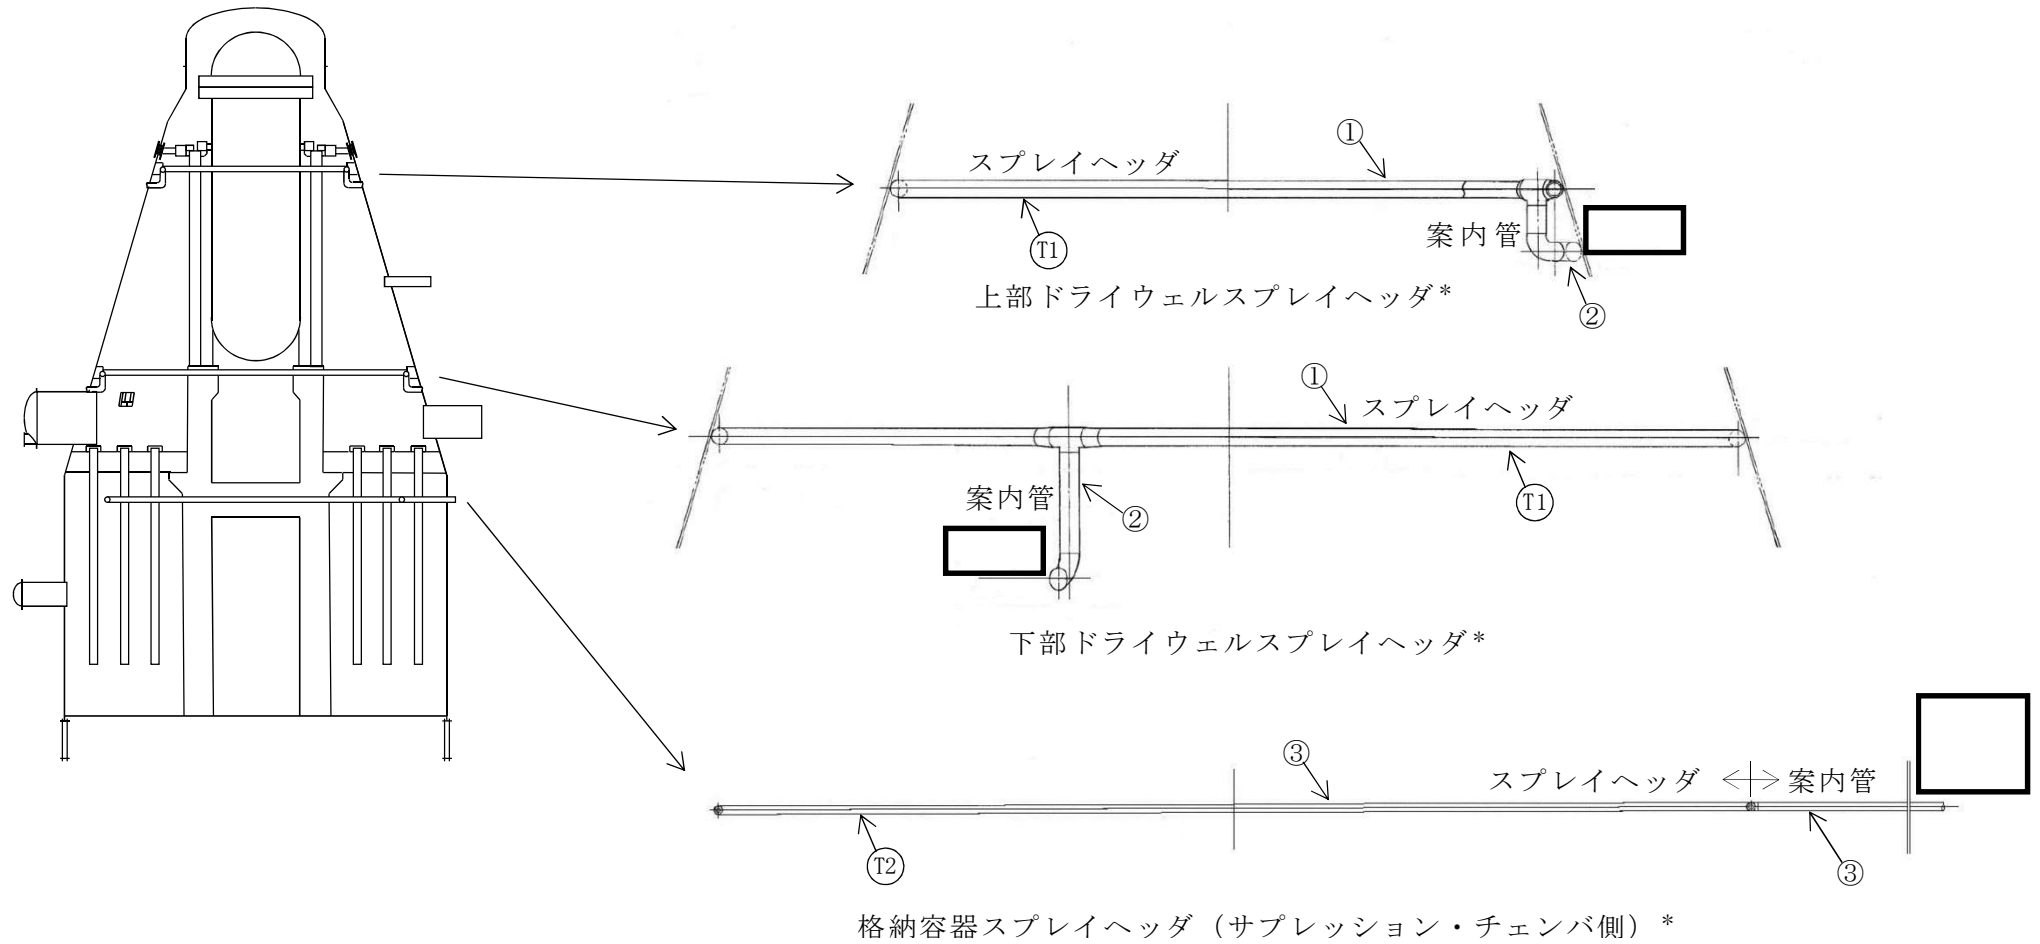 ①
スプレイヘッダ
T1
案内管
②
上部ドライウェルスプレイヘッダ*
①
スプレイヘッダ
案内管
②
T1
下部ドライウェルスプレイヘッダ*
③
スプレイヘッダ
案内管
T2
③
格納容器スプレイヘッダ（サプレッション・チェンバ側）*